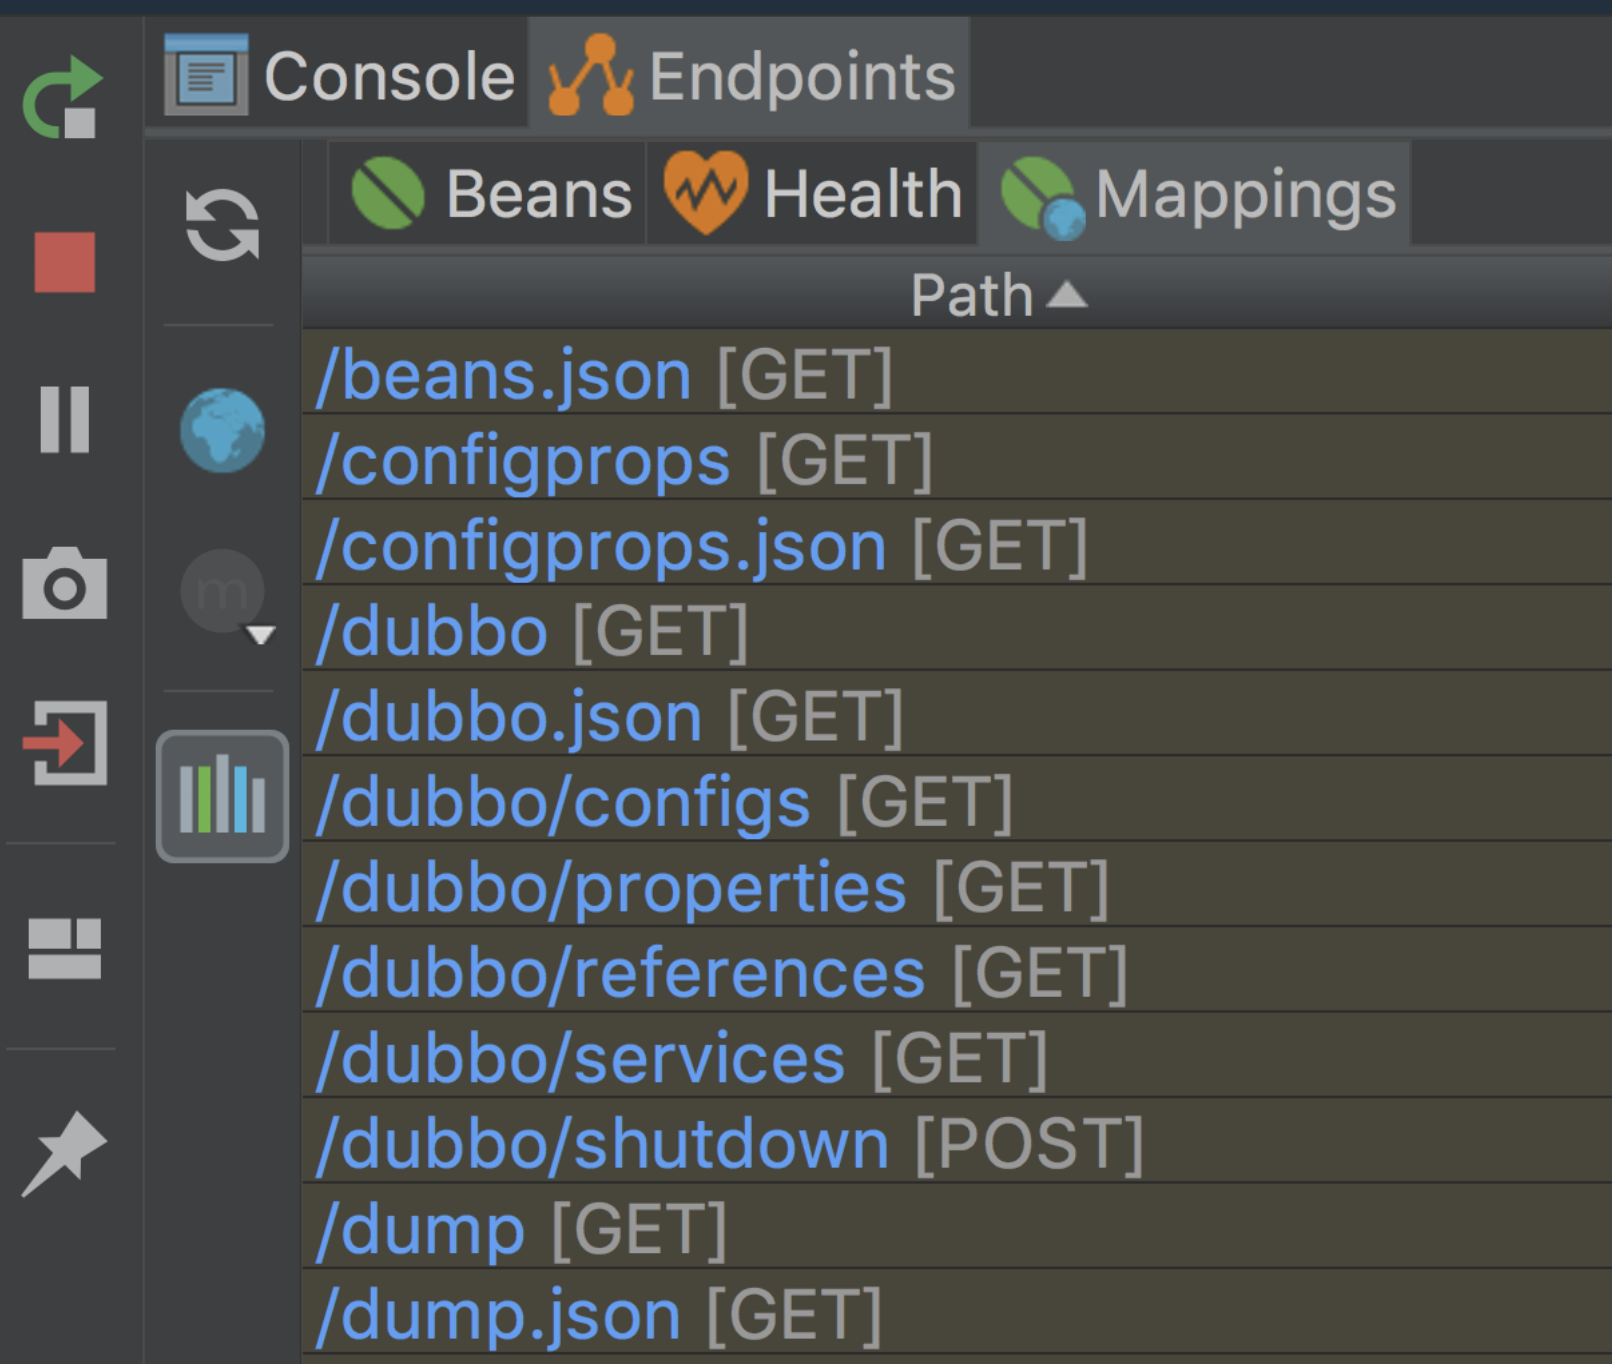 Console Endpoints
Beans Health Mappings
Path
/beans.json [GET]
/configprops [GET]
/configprops.json [GET]
m
/dubbo [GET]
/dubbo.json [GET]
/dubbo/configs [GET]
/dubbo/properties [GET]
/dubbo/references [GET]
/dubbo/services [GET]
/dubbo/shutdown [POST]
/dump [GET]
/dump.json [GET]